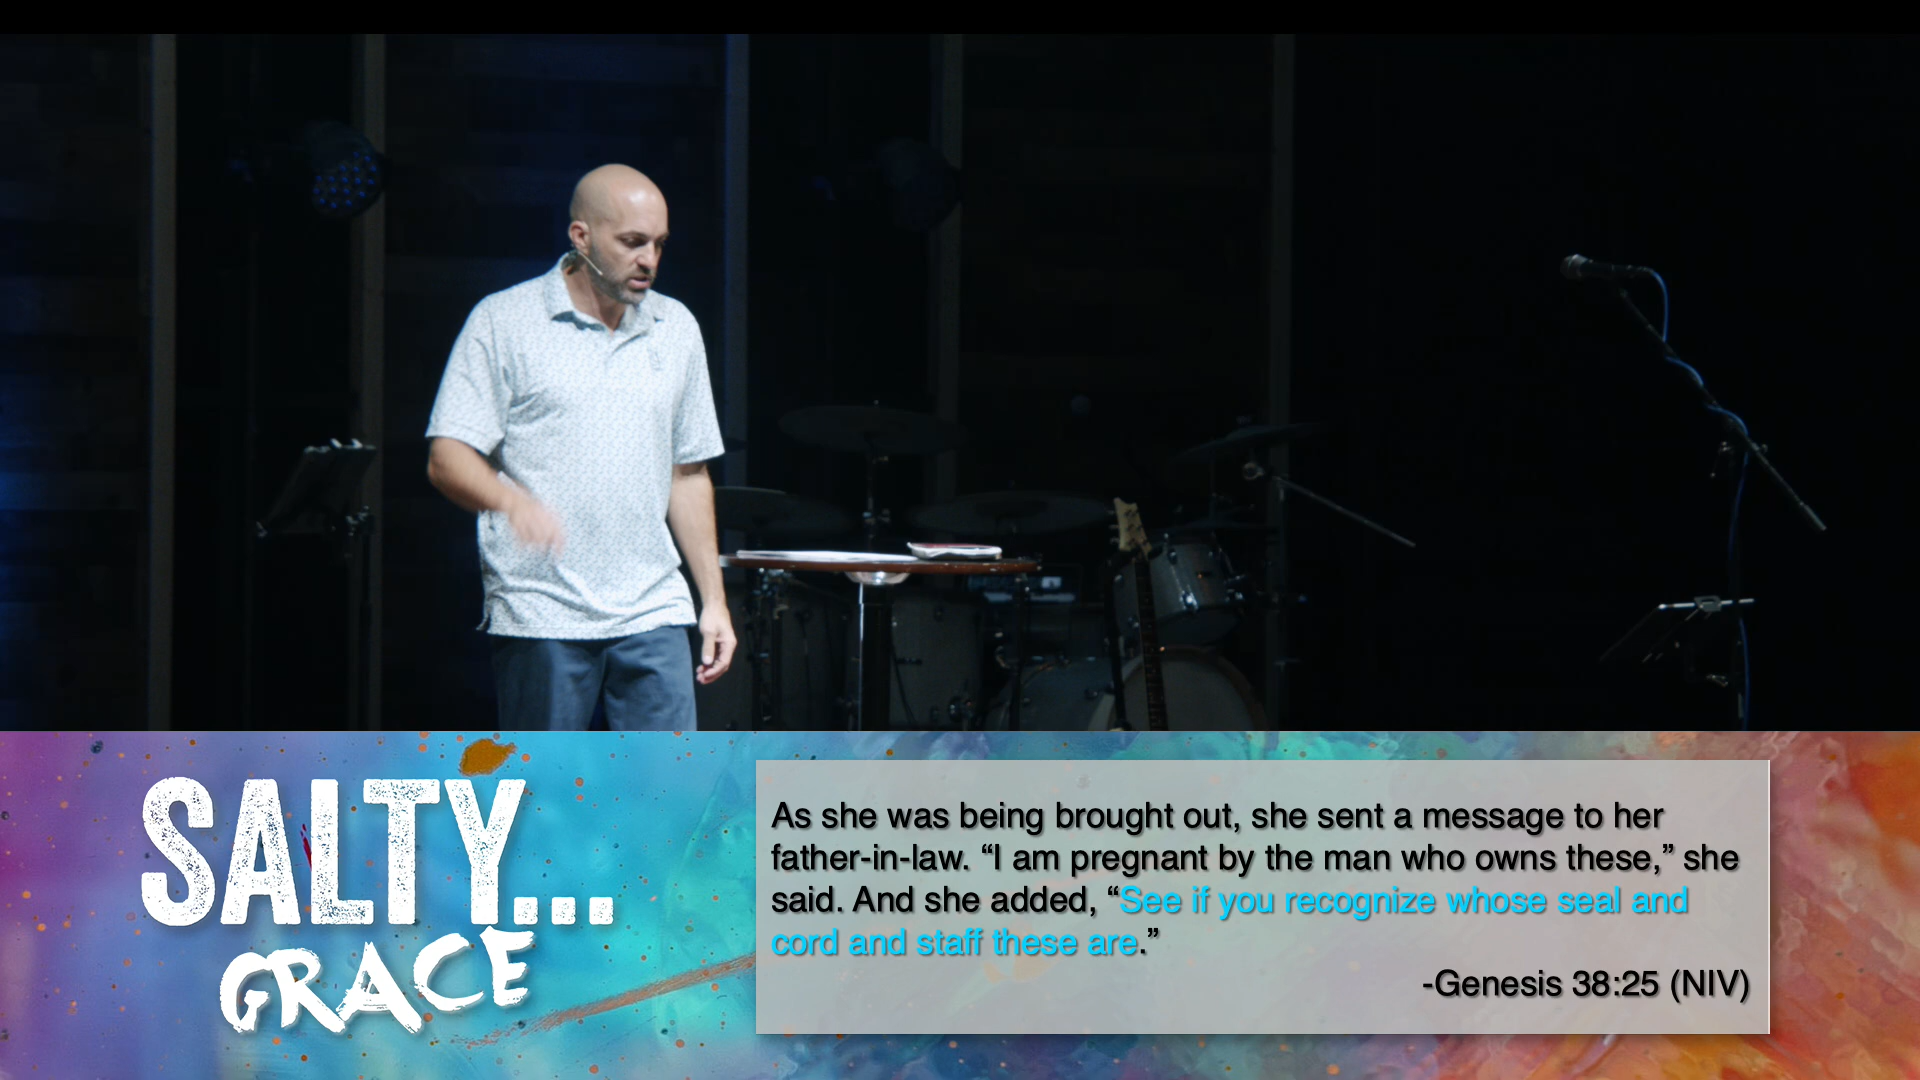 SALTY...
GRACE
As she was being brought out, she sent a message to her
father-in-law. “I am pregnant by the man who owns these,” she
said. And she added, “See if you recognize whose seal and
cord and staff these are.”
-Genesis 38:25 (NIV)